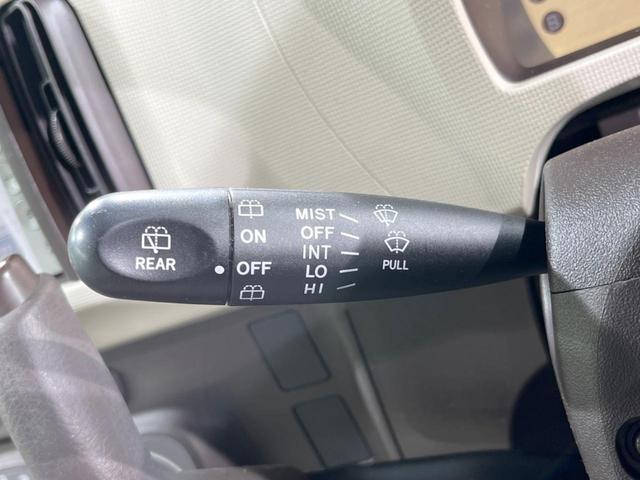 REAR
ON
OFF
MIST
OFF
INT
LO
HI
PULL